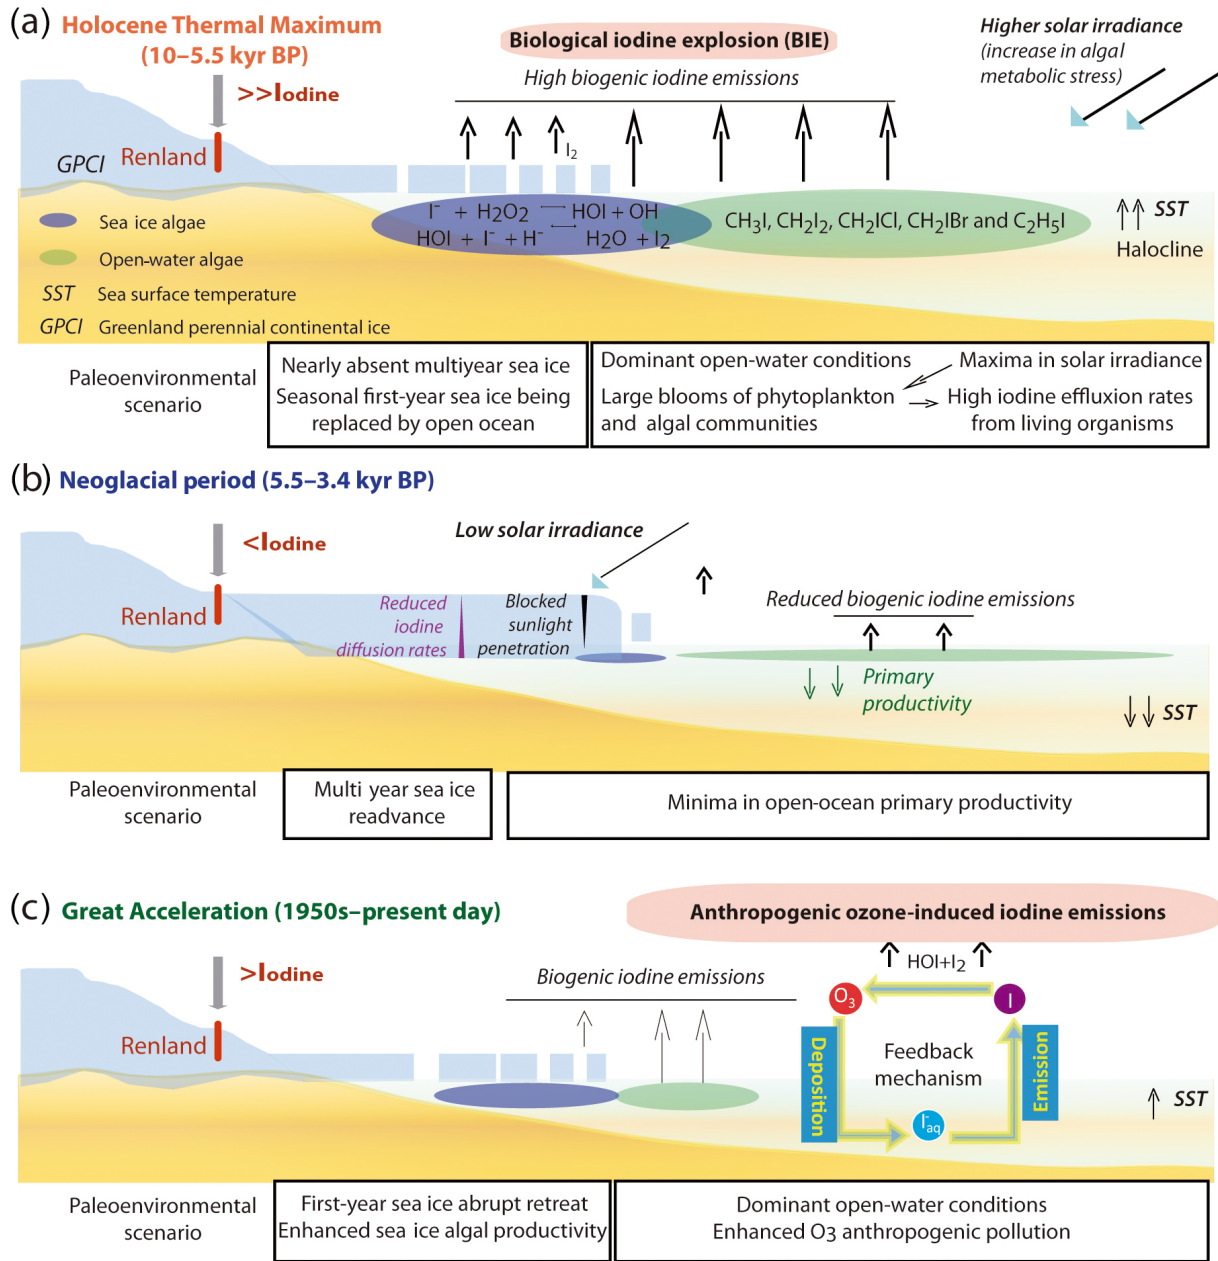 (a) Holocene Thermal Maximum
(10–5.5 kyr BP)
>>Iodine
Biological iodine explosion (BIE)
High biogenic iodine emissions
Higher solar irradiance
(increase in algal
metabolic stress)
GPCI
Renland
I₂
Sea ice algae
Open-water algae
SST Sea surface temperature
GPCI Greenland perennial continental ice
I⁻ + H₂O₂ HOI + OH
HOI + I⁻ + H⁻ H₂O + I₂
CH₃I, CH₂I₂, CH₂ICI, CH₂IBr and C₂H₅I
SST
Halocline
Paleoenvironmental
scenario
Nearly absent multiyear sea ice
Seasonal first-year sea ice being
replaced by open ocean
Dominant open-water conditions
Large blooms of phytoplankton
and algal communities
Maxima in solar irradiance
High iodine effluxion rates
from living organisms
(b) Neoglacial period (5.5–3.4 kyr BP)
<Iodine
Low solar irradiance
Renland
Reduced
iodine
diffusion rates
Blocked
sunlight
penetration
Reduced biogenic iodine emissions
Primary
productivity
SST
Paleoenvironmental
scenario
Multi year sea ice
readvance
Minima in open-ocean primary productivity
(c) Great Acceleration (1950s–present day)
>Iodine
Renland
Biogenic iodine emissions
Anthropogenic ozone-induced iodine emissions
HOI+I₂
O₃
I
Deposition
Feedback
mechanism
Emission
I⁻aq
SST
Paleoenvironmental
scenario
First-year sea ice abrupt retreat
Enhanced sea ice algal productivity
Dominant open-water conditions
Enhanced O₃ anthropogenic pollution